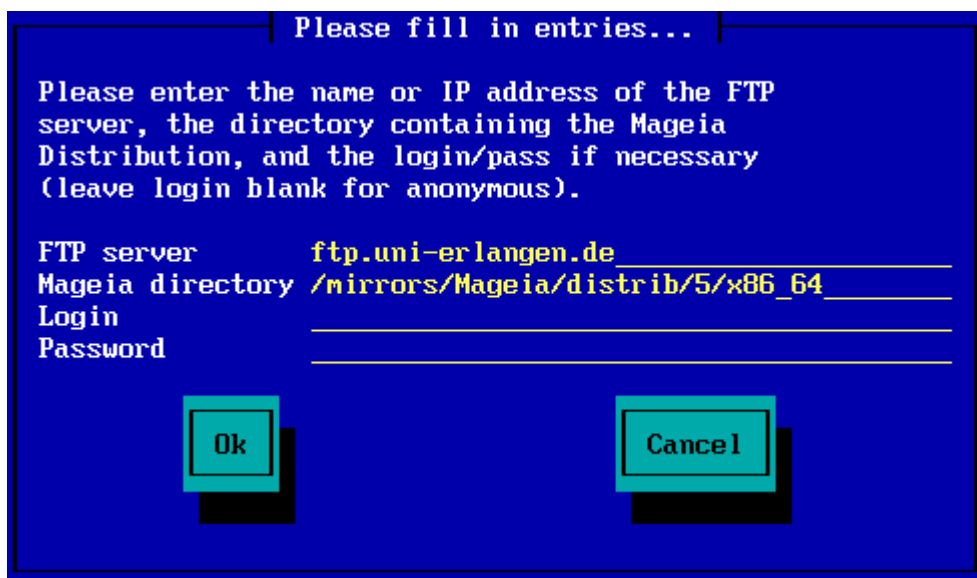 Please fill in entries...
Please enter the name or IP address of the FTP
server, the directory containing the Mageia
Distribution, and the login/pass if necessary
(leave login blank for anonymous).
FTP server ftp.uni-erlangen.de
Mageia directory /mirrors/Mageia/distrib/5/x86_64
Login
Password
Ok Cancel